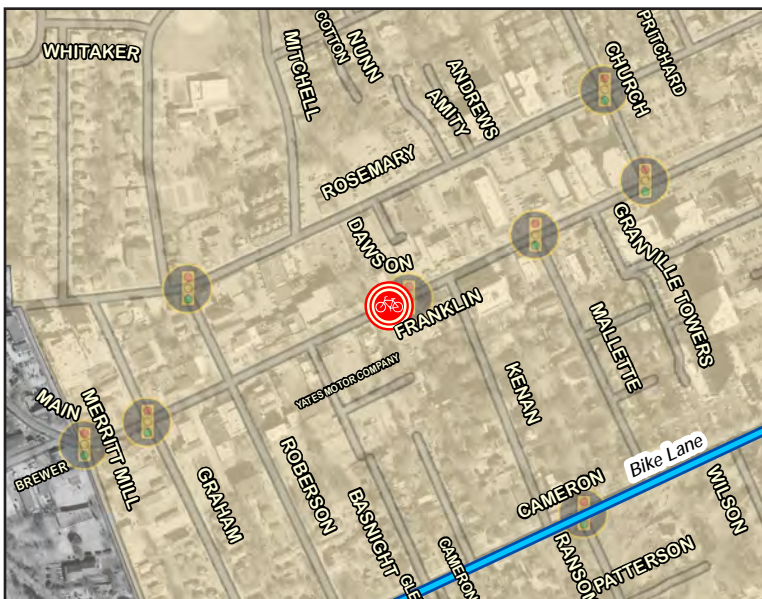 WHITAKER
COTTON
NUNN
MITCHELL
PRITCHARD
CHURCH
ANDREWS
AMITY
ROSEMARY
DAWSON
GRANVILLE TOWERS
FRANKLIN
MALLETTE
YATES MOTOR COMPANY
KENAN
MAIN
MERRITT MILL
BREWER
GRAHAM
ROBERSON
BASNIGHT
CAMERON
Bike Lane
WILSON
CAMERON
RANSOM
PATTERSON
GLE